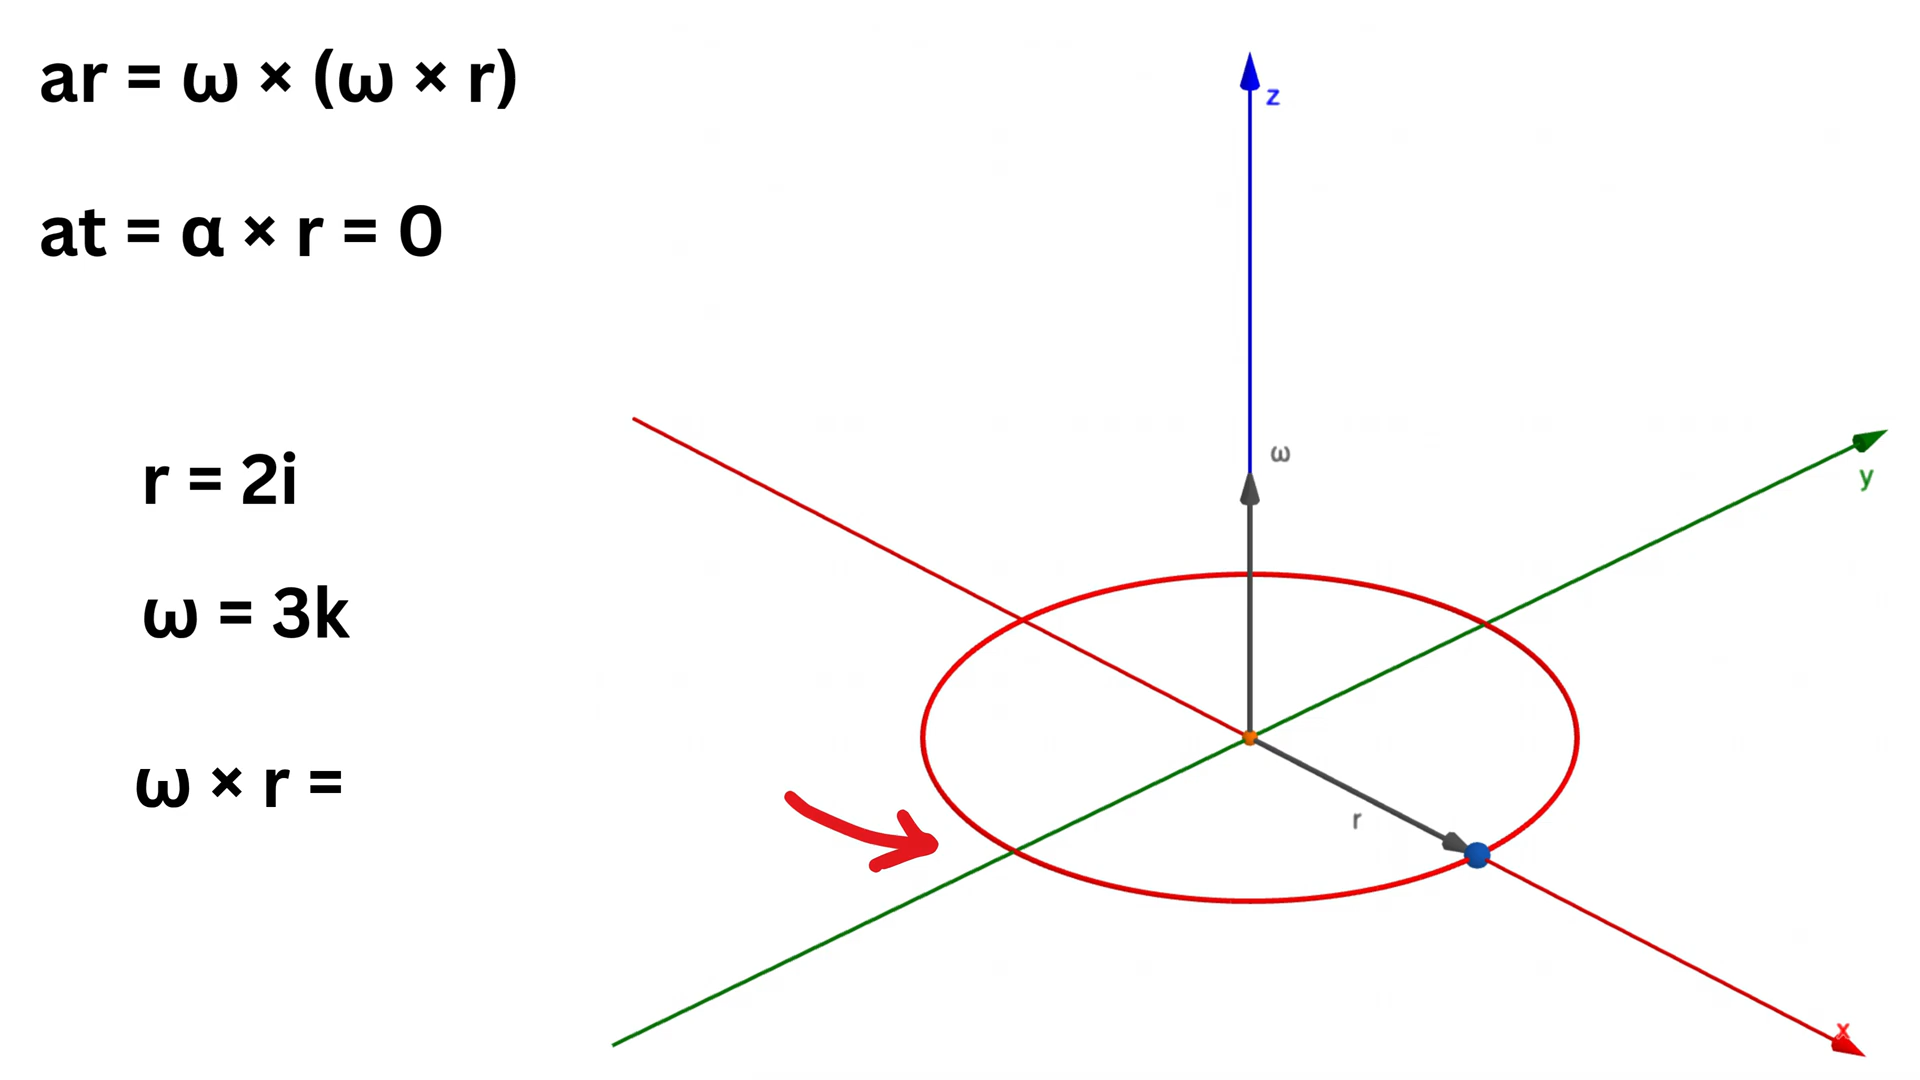 ar = ω × (ω × r)
at = α × r = 0
r = 2i
ω = 3k
ω × r =
z
ω
y
r
x